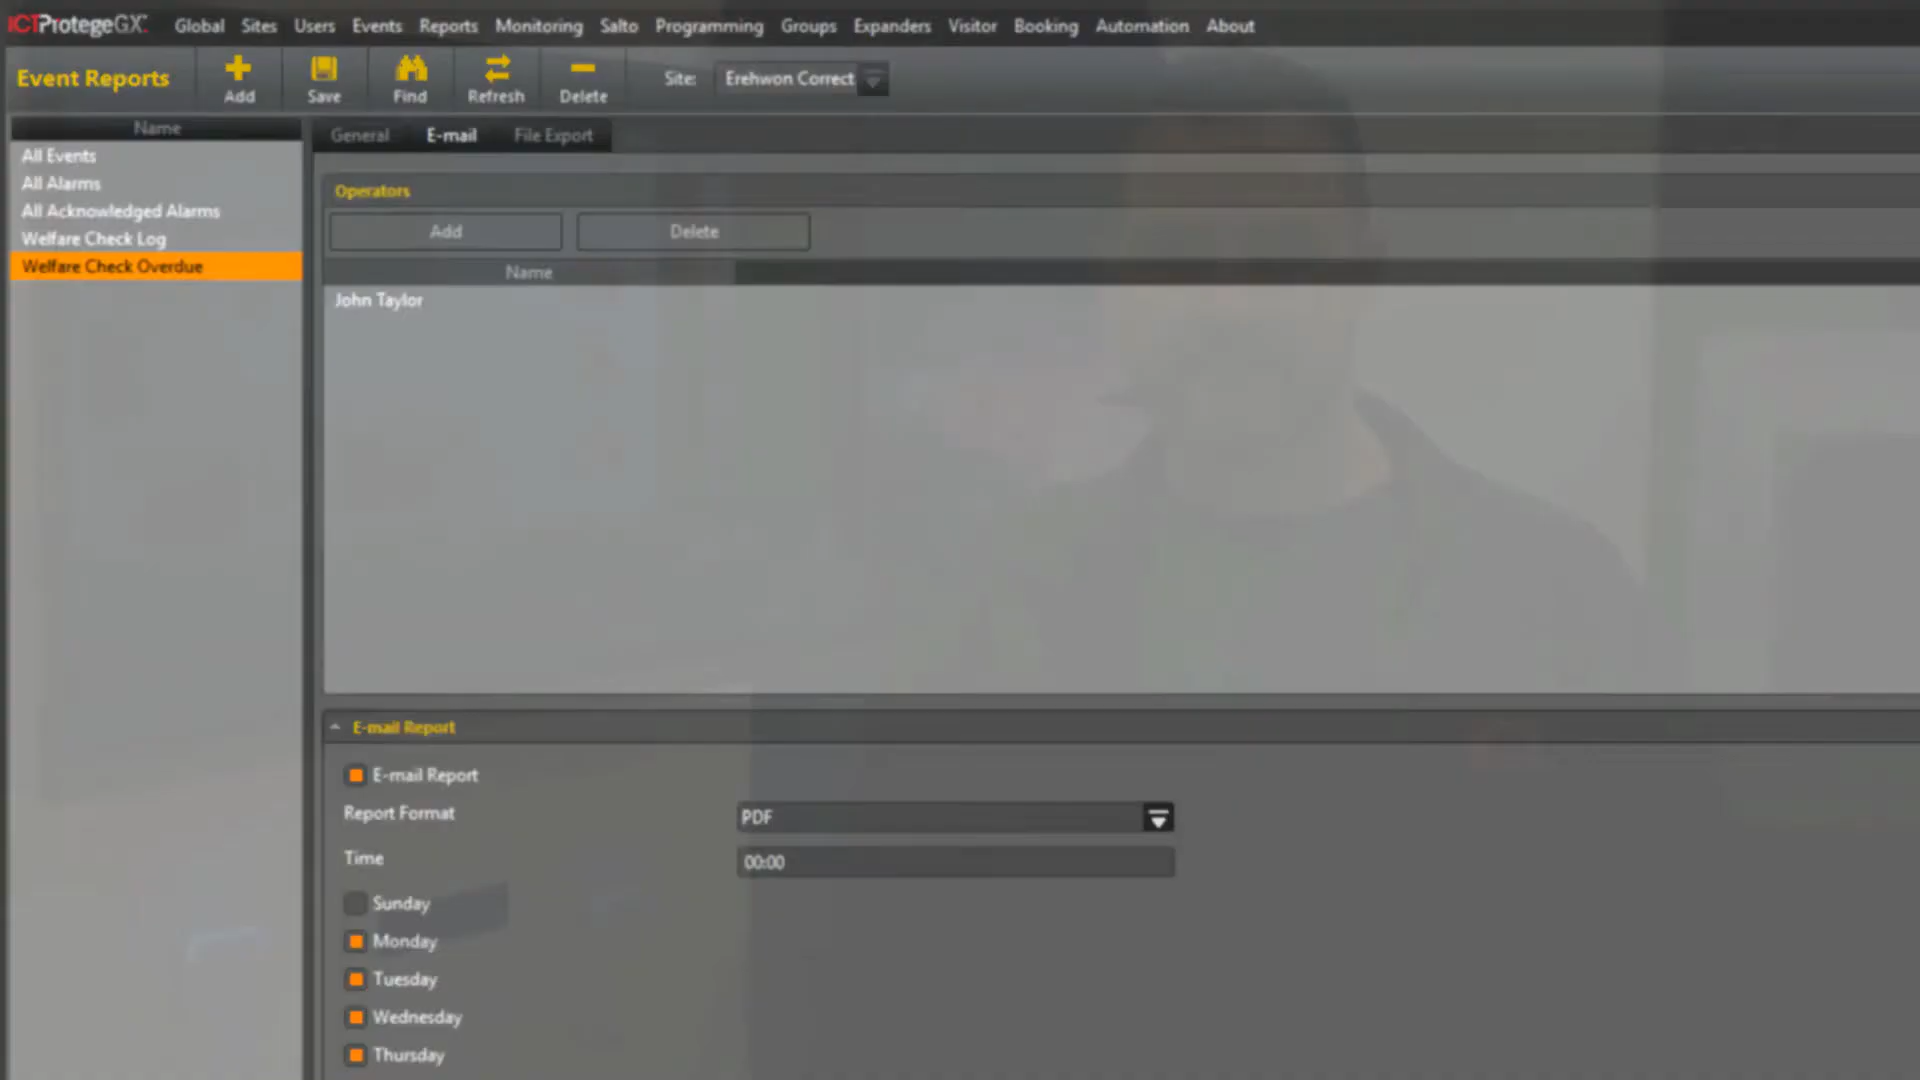 ICT ProtegeGX Global Sites Users Events Reports Monitoring Salto Programming Groups Expanders Visitor Booking Automation About
Event Reports Add Save Find Refresh Delete Site: Erehwon Correct
Name
All Events
All Alarms
All Acknowledged Alarms
Welfare Check Log
Welfare Check Overdue
General E-mail File Export
Operators
Add Delete
Name
John Taylor
E-mail Report
E-mail Report
Report Format PDF
Time 00:00
Sunday
Monday
Tuesday
Wednesday
Thursday